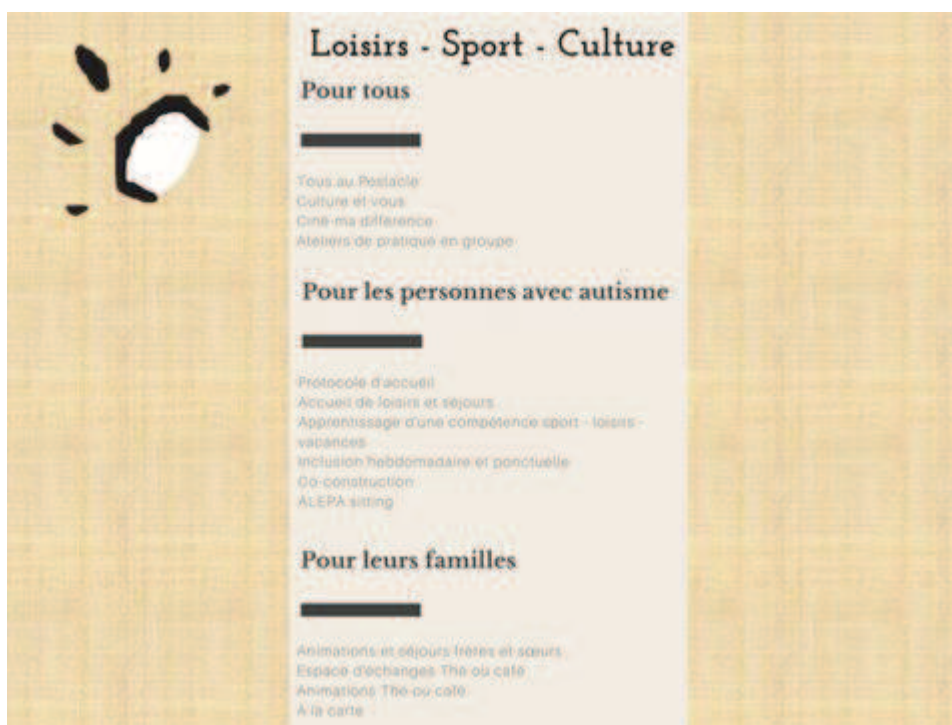 Loisirs - Sport - Culture
Pour tous
Tous au Postacle
Culture et vous
Ciné-ma différence
Ateliers de pratique en groupe
Pour les personnes avec autisme
Protocole d'accueil
Accueil de loisirs et séjours
Apprentissage d'une compétence sport - loisirs -
vacances
Inclusion hebdomadaire et ponctuelle
Co-construction
ALEPA sitting
Pour leurs familles
Animations et séjours frères et sœurs
Espace d'échanges Thé ou café
Animations Thé ou café
À la carte